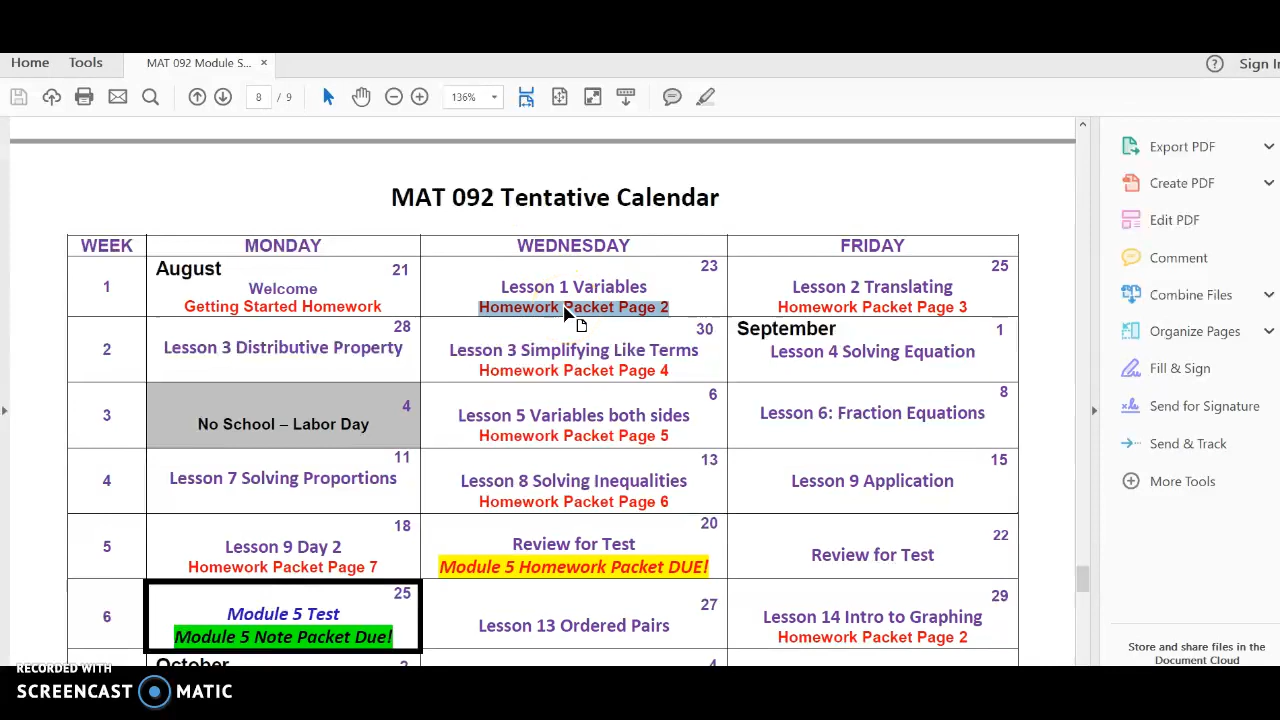 Home Tools MAT 092 Module S... × Sign In
8 / 9 136%
Export PDF
Create PDF
Edit PDF
Comment
Combine Files
Organize Pages
Fill & Sign
Send for Signature
Send & Track
More Tools
Store and share files in the
Document Cloud
MAT 092 Tentative Calendar
WEEK MONDAY WEDNESDAY FRIDAY
1
August 21
Welcome
Getting Started Homework
23
Lesson 1 Variables
Homework Packet Page 2
25
Lesson 2 Translating
Homework Packet Page 3
2
28
Lesson 3 Distributive Property
30
Lesson 3 Simplifying Like Terms
Homework Packet Page 4
September 1
Lesson 4 Solving Equation
3
4
No School – Labor Day
6
Lesson 5 Variables both sides
Homework Packet Page 5
8
Lesson 6: Fraction Equations
4
11
Lesson 7 Solving Proportions
13
Lesson 8 Solving Inequalities
Homework Packet Page 6
15
Lesson 9 Application
5
18
Lesson 9 Day 2
Homework Packet Page 7
20
Review for Test
Module 5 Homework Packet DUE!
22
Review for Test
6
25
Module 5 Test
Module 5 Note Packet Due!
27
Lesson 13 Ordered Pairs
29
Lesson 14 Intro to Graphing
Homework Packet Page 2
October
RECORDED WITH
SCREENCAST MATIC